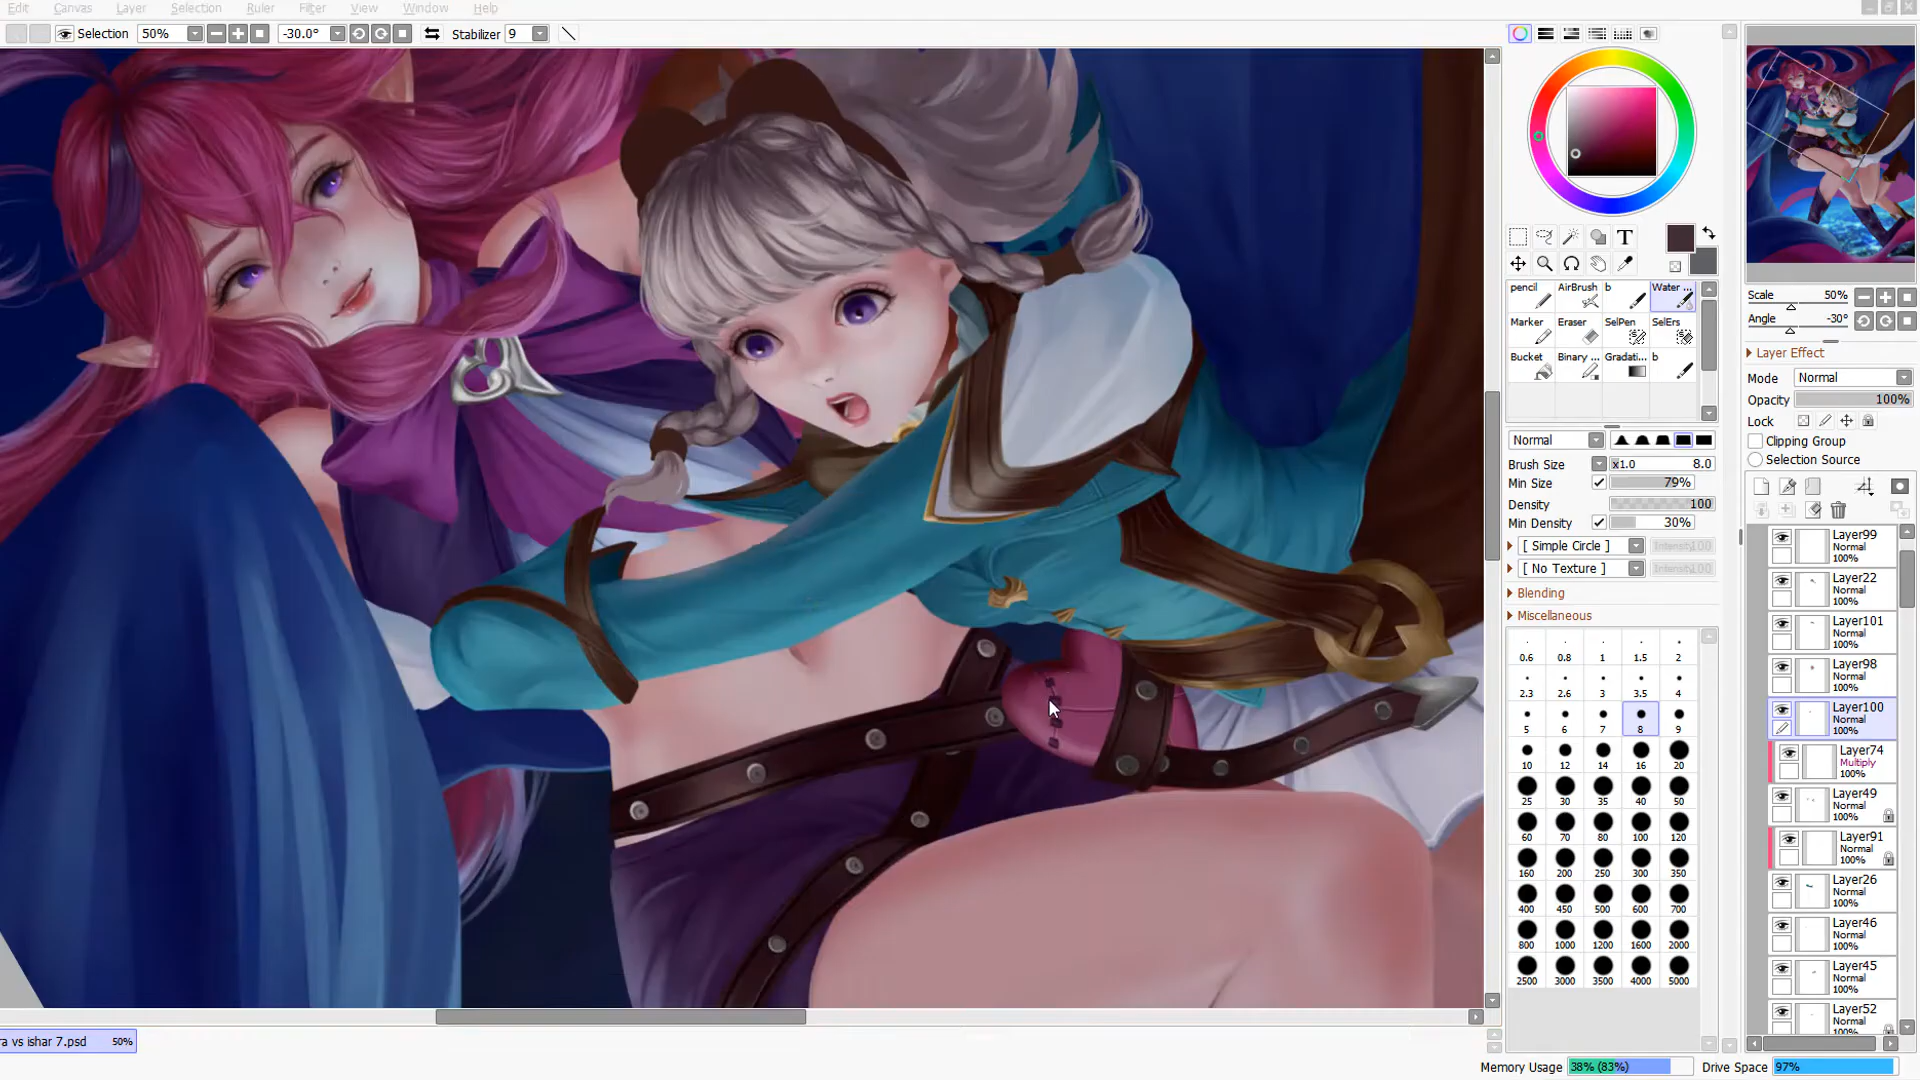 Edit Canvas Layer Selection Ruler Filter View Window Help
Selection 50% -30.0° Stabilizer 9
T
pencil AirBrush b Water ...
Marker Eraser SelPen SelErs
Bucket Binary ... Gradati... b
Normal
Brush Size x1.0 8.0
Min Size 79%
Density 100
Min Density 30%
[ Simple Circle ] Intensity 100
[ No Texture ] Intensity 100
Blending
Miscellaneous
0.6 0.8 1 1.5 2
2.3 2.6 3 3.5 4
5 6 7 8 9
10 12 14 16 20
25 30 35 40 50
60 70 80 100 120
160 200 250 300 350
400 450 500 600 700
800 1000 1200 1600 2000
2500 3000 3500 4000 5000
Scale 50%
Angle -30°
Layer Effect
Mode Normal
Opacity 100%
Lock
Clipping Group
Selection Source
Layer99
Normal
100%
Layer22
Normal
100%
Layer101
Normal
100%
Layer98
Normal
100%
Layer100
Normal
100%
Layer74
Multiply
100%
Layer49
Normal
100%
Layer91
Normal
100%
Layer26
Normal
100%
Layer46
Normal
100%
Layer45
Normal
100%
Layer52
Normal
100%
ra vs ishar 7.psd 50%
Memory Usage 38% (83%) Drive Space 97%